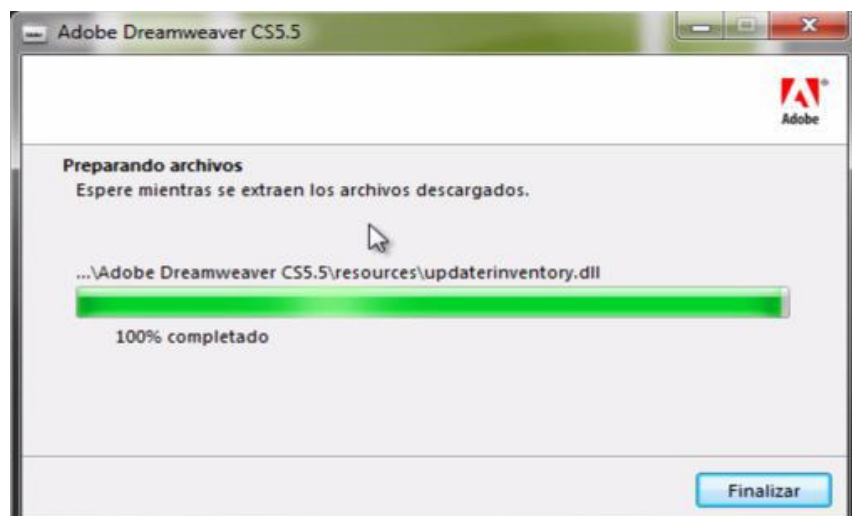 Adobe Dreamweaver CS5.5
Adobe
Preparando archivos
Espere mientras se extraen los archivos descargados.
...\Adobe Dreamweaver CS5.5\resources\updaterinventory.dll
100% completado
Finalizar